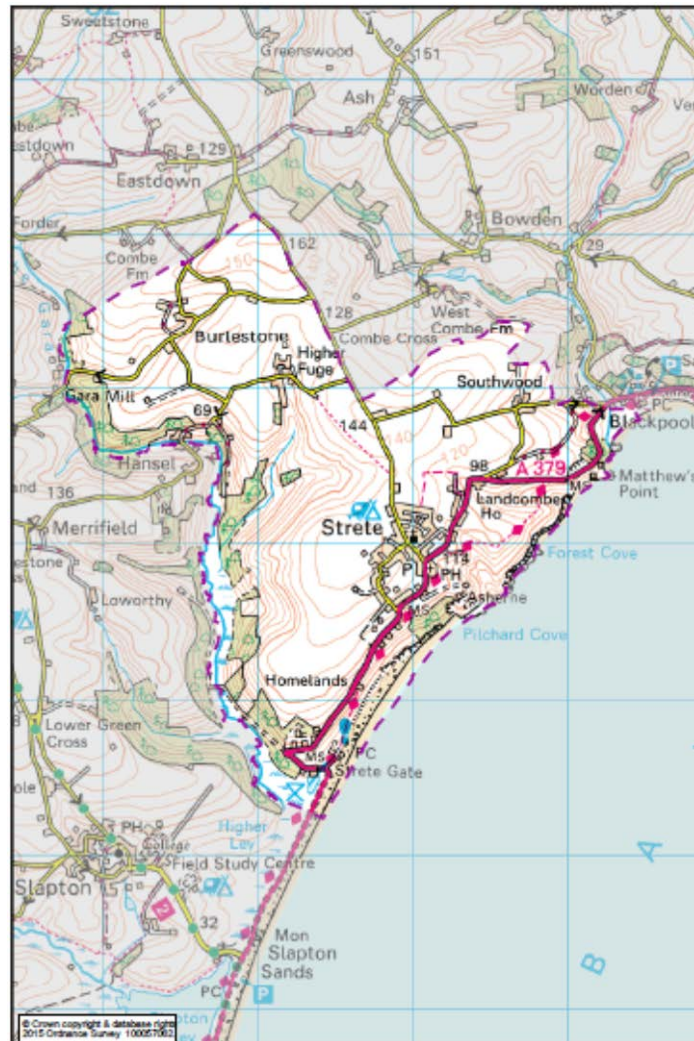 Sweetstone
Greenswood
151
Ash
Worden
129
Eastdown
Bowden
29
Forder
Combe
Fm
162
150
128
Combe Cross
West
Combe Fm
Burlestone
Higher
Fuge
Southwood
Gara Mill
69
144
140
120
PC
Blackpool
Hansel
98
A 379
MS
Matthew's
Point
136
Merrifield
Landcombe
Ho
Strete
Forest Cove
114
P
PH
Loworthy
MS
Asherne
Pilchard Cove
Homelands
Lower Green
Cross
MS
PC
Strete Gate
Higher
Ley
PH
College
Field Study Centre
Slapton
2
32
A
Mon
Slapton
Sands
B
PC
P
© Crown copyright & database rights
2015 Ordnance Survey